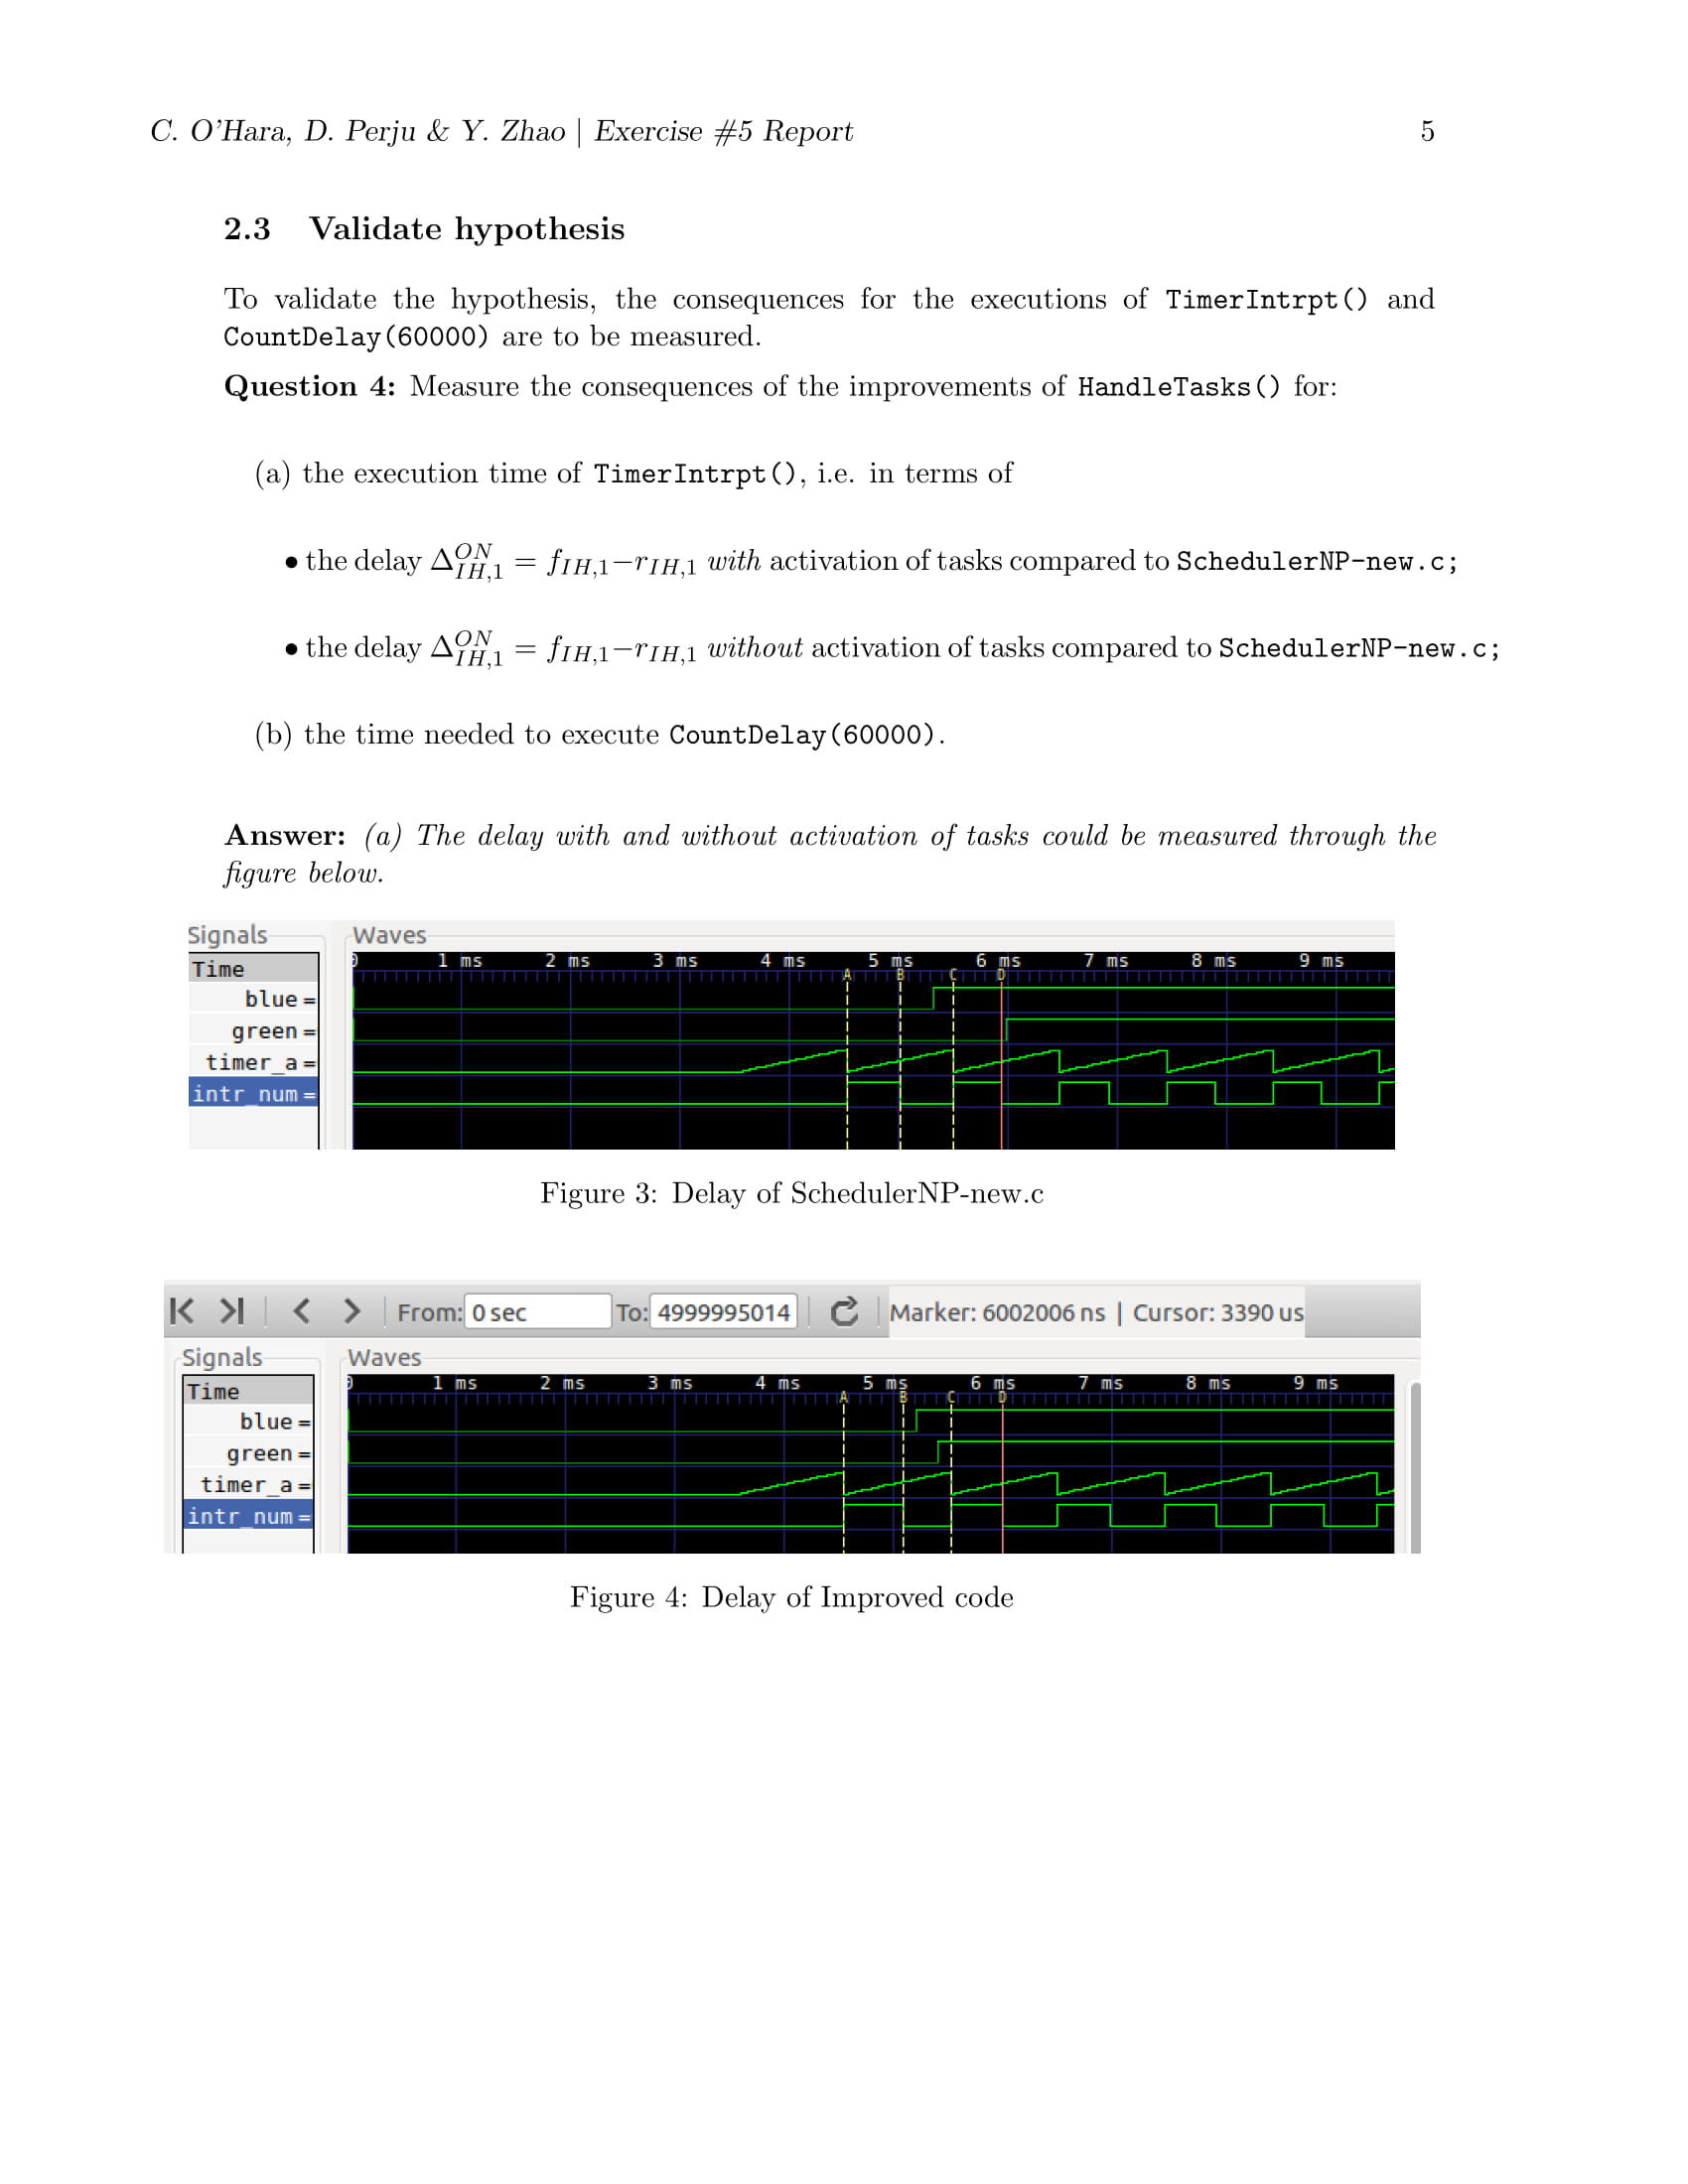 C. O'Hara, D. Perju & Y. Zhao | Exercise #5 Report 5
2.3 Validate hypothesis
To validate the hypothesis, the consequences for the executions of TimerIntrpt() and
CountDelay(60000) are to be measured.
Question 4: Measure the consequences of the improvements of HandleTasks() for:
(a) the execution time of TimerIntrpt(), i.e. in terms of
• the delay Δ^{ON}_{IH,1} = f_{IH,1}−r_{IH,1} with activation of tasks compared to SchedulerNP-new.c;
• the delay Δ^{ON}_{IH,1} = f_{IH,1}−r_{IH,1} without activation of tasks compared to SchedulerNP-new.c;
(b) the time needed to execute CountDelay(60000).
Answer: (a) The delay with and without activation of tasks could be measured through the
figure below.
Signals Waves
Time 0 1 ms 2 ms 3 ms 4 ms 5 ms 6 ms 7 ms 8 ms 9 ms
A B C D
blue=
green=
timer_a=
intr_num=
Figure 3: Delay of SchedulerNP-new.c
From: 0 sec To: 4999995014 Marker: 6002006 ns | Cursor: 3390 us
Signals Waves
Time 0 1 ms 2 ms 3 ms 4 ms 5 ms 6 ms 7 ms 8 ms 9 ms
A B C D
blue=
green=
timer_a=
intr_num=
Figure 4: Delay of Improved code